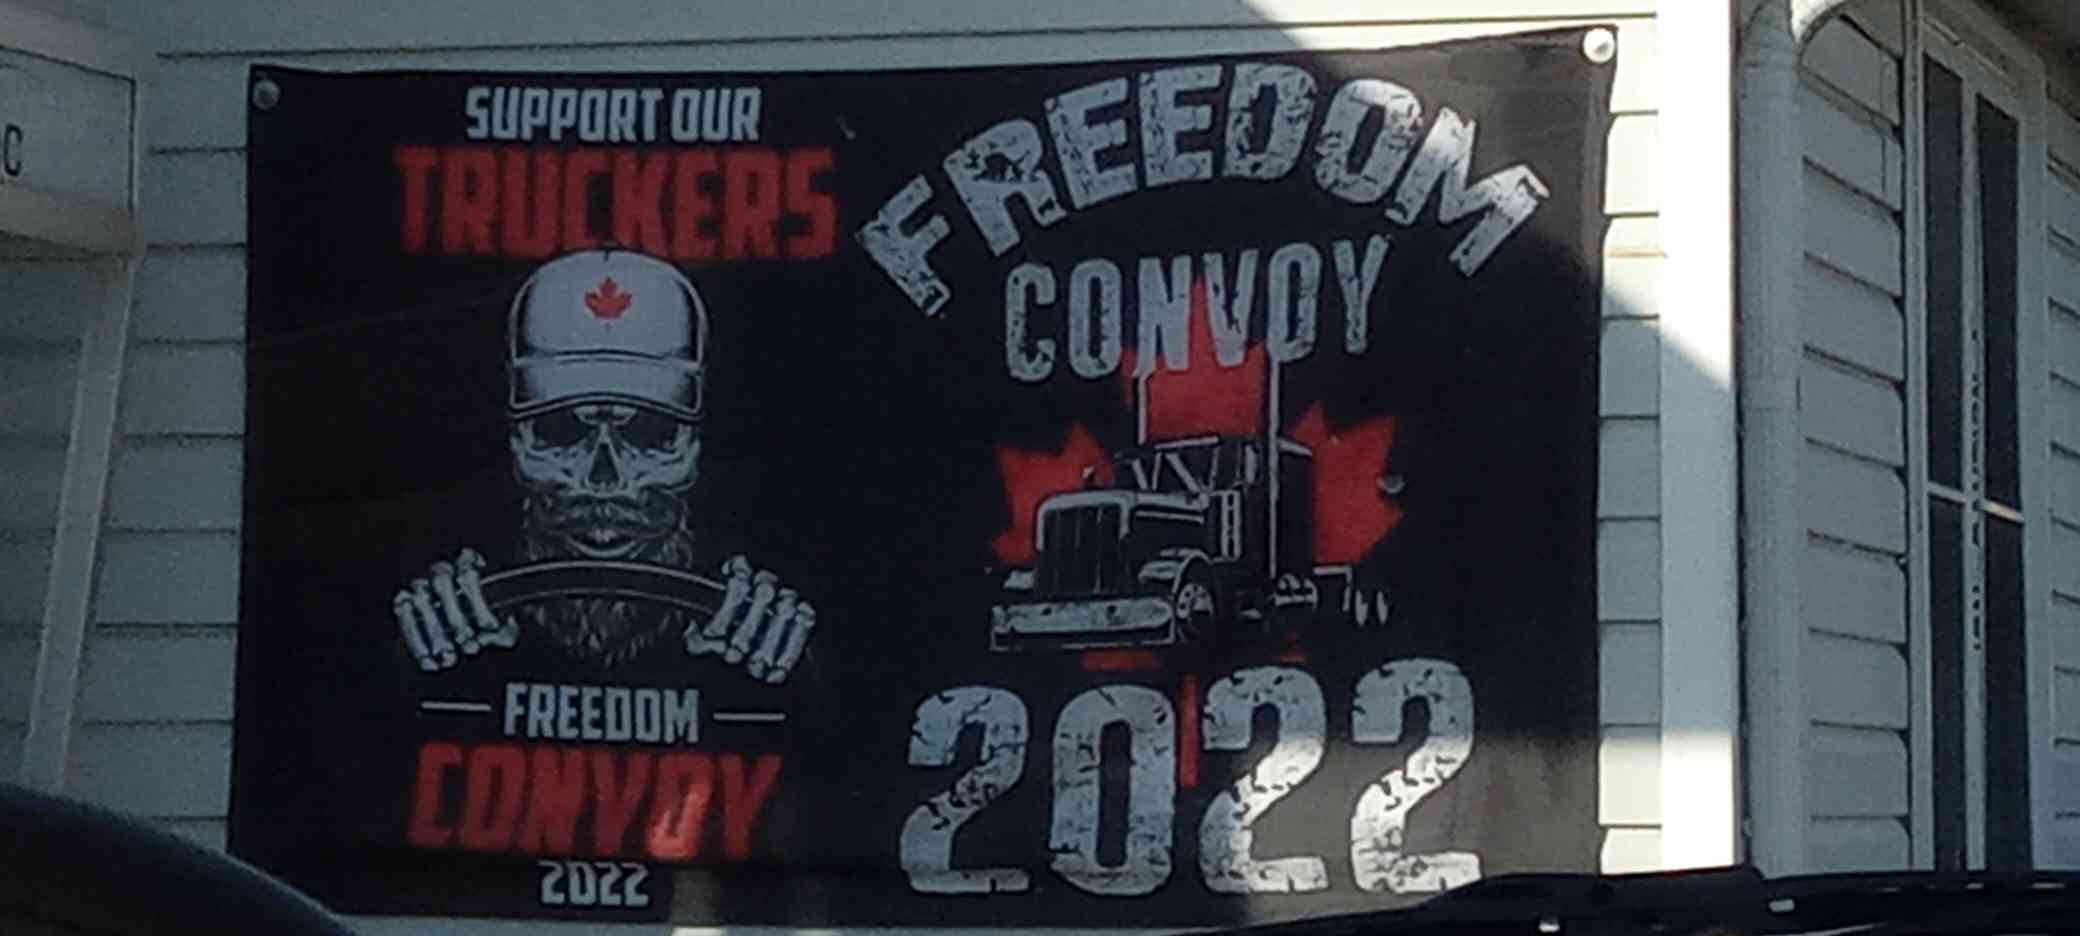 SUPPORT OUR
TRUCKERS
FREEDOM
CONVOY
2022
FREEDOM
CONVOY
2022
C